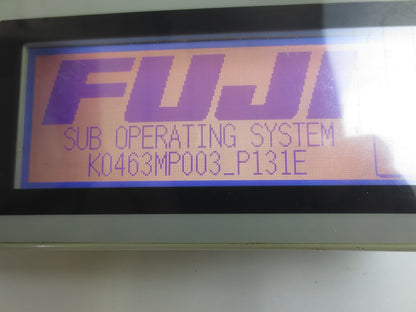 FUJI
SUB OPERATING SYSTEM
K0463MP003_P131E